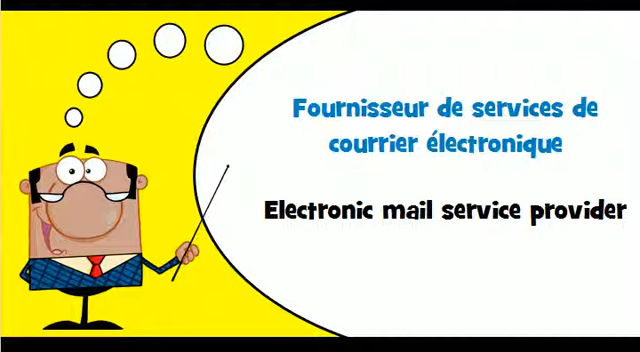 Fournisseur de services de
courrier électronique
Electronic mail service provider